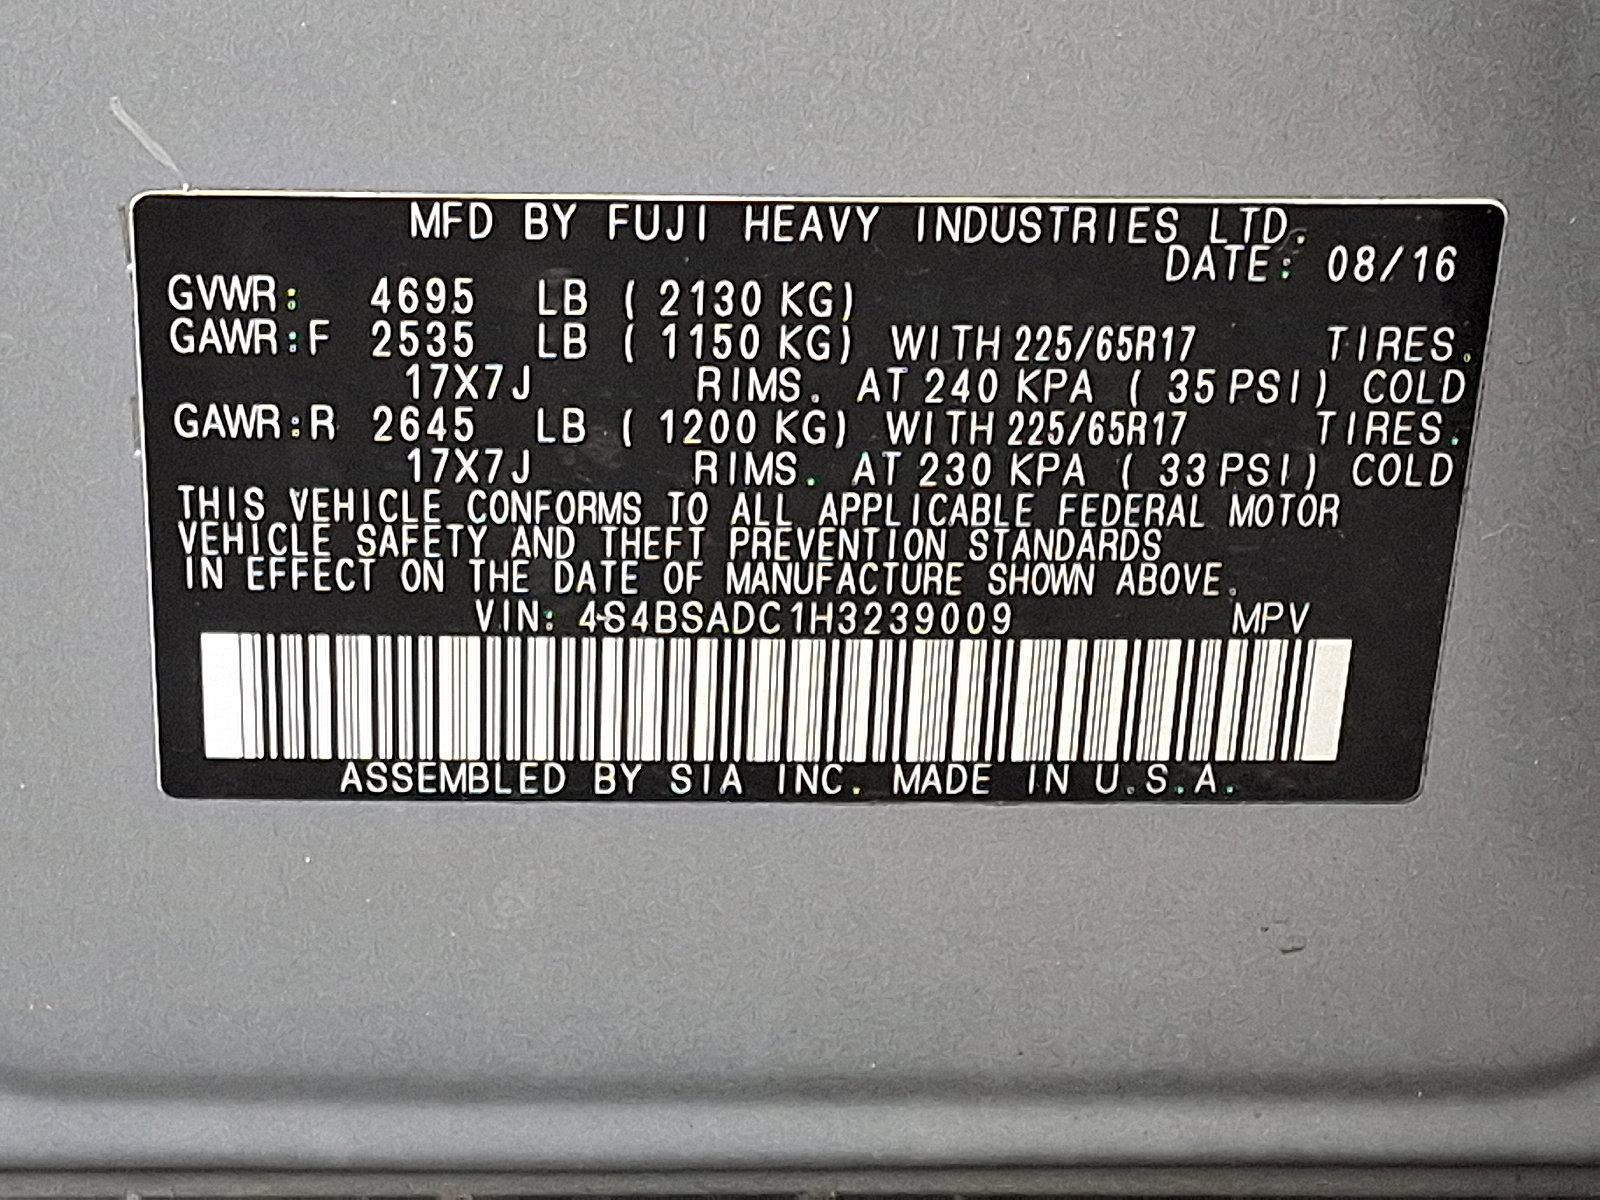 MFD BY FUJI HEAVY INDUSTRIES LTD.
DATE: 08/16
GVWR: 4695 LB ( 2130 KG)
GAWR:F 2535 LB ( 1150 KG) WITH 225/65R17 TIRES.
17X7J RIMS. AT 240 KPA ( 35 PSI) COLD
GAWR:R 2645 LB ( 1200 KG) WITH 225/65R17 TIRES.
17X7J RIMS. AT 230 KPA ( 33 PSI) COLD
THIS VEHICLE CONFORMS TO ALL APPLICABLE FEDERAL MOTOR
VEHICLE SAFETY AND THEFT PREVENTION STANDARDS
IN EFFECT ON THE DATE OF MANUFACTURE SHOWN ABOVE.
VIN: 4S4BSADC1H3239009 MPV
ASSEMBLED BY SIA INC. MADE IN U.S.A.